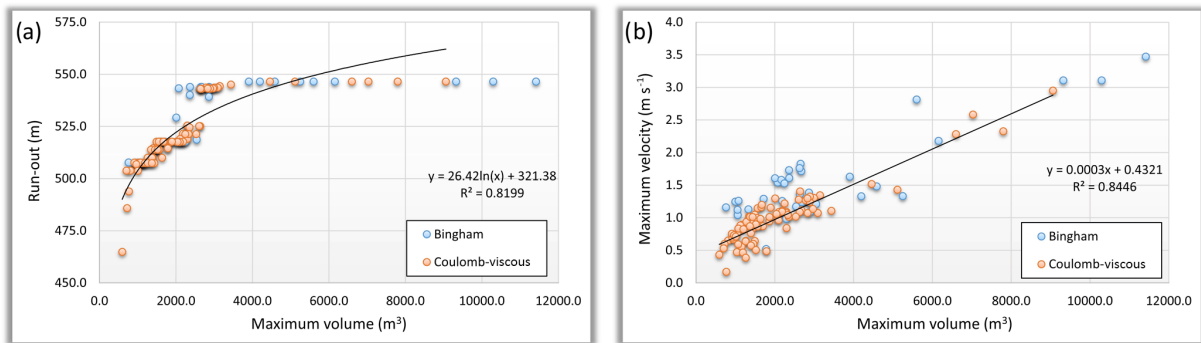 (a)
575.0
550.0
525.0
500.0
475.0
450.0
Run-out (m)
y = 26.42ln(x) + 321.38
R² = 0.8199
Bingham
Coulomb-viscous
0.0 2000.0 4000.0 6000.0 8000.0 10000.0 12000.0
Maximum volume (m³)
(b)
4.0
3.5
3.0
2.5
2.0
1.5
1.0
0.5
0.0
Maximum velocity (m s⁻¹)
y = 0.0003x + 0.4321
R² = 0.8446
Bingham
Coulomb-viscous
0.0 2000.0 4000.0 6000.0 8000.0 10000.0 12000.0
Maximum volume (m³)